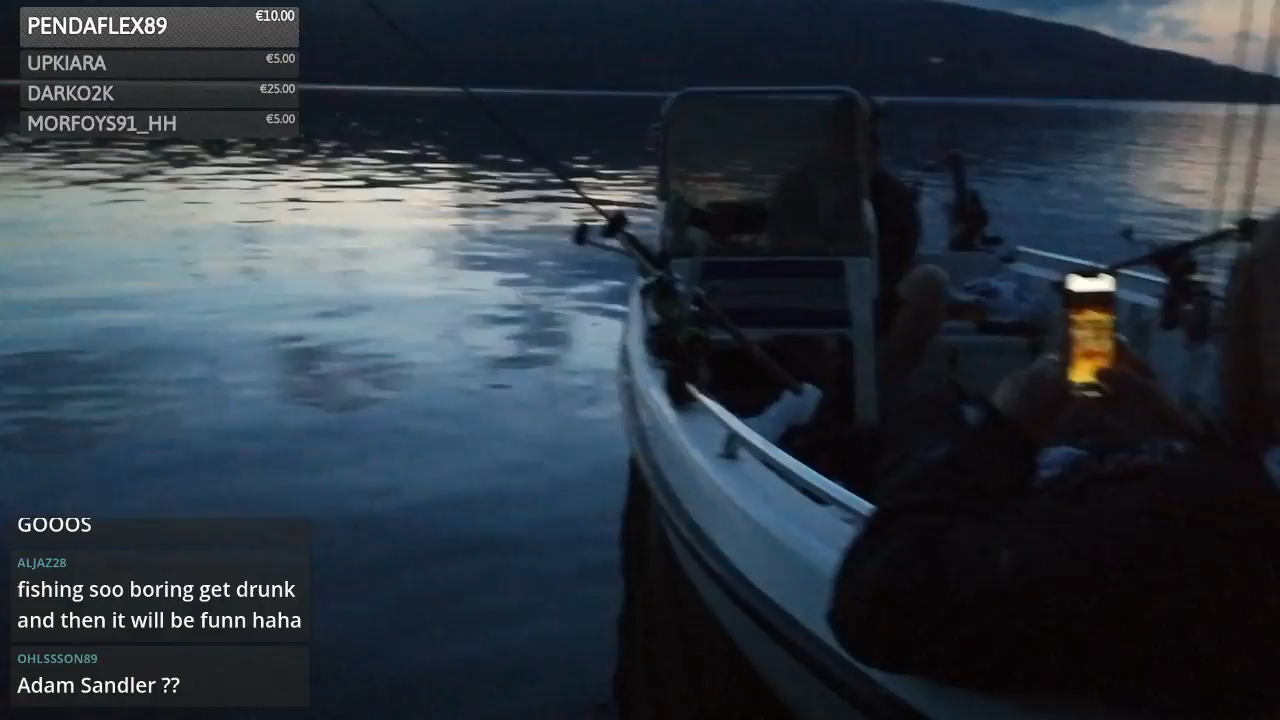 PENDAFLEX89 €10.00
UPKIARA €5.00
DARKO2K €25.00
MORFOYS91_HH €5.00
GOOOS
ALJAZ28
fishing soo boring get drunk
and then it will be funn haha
OHLSSSON89
Adam Sandler ??